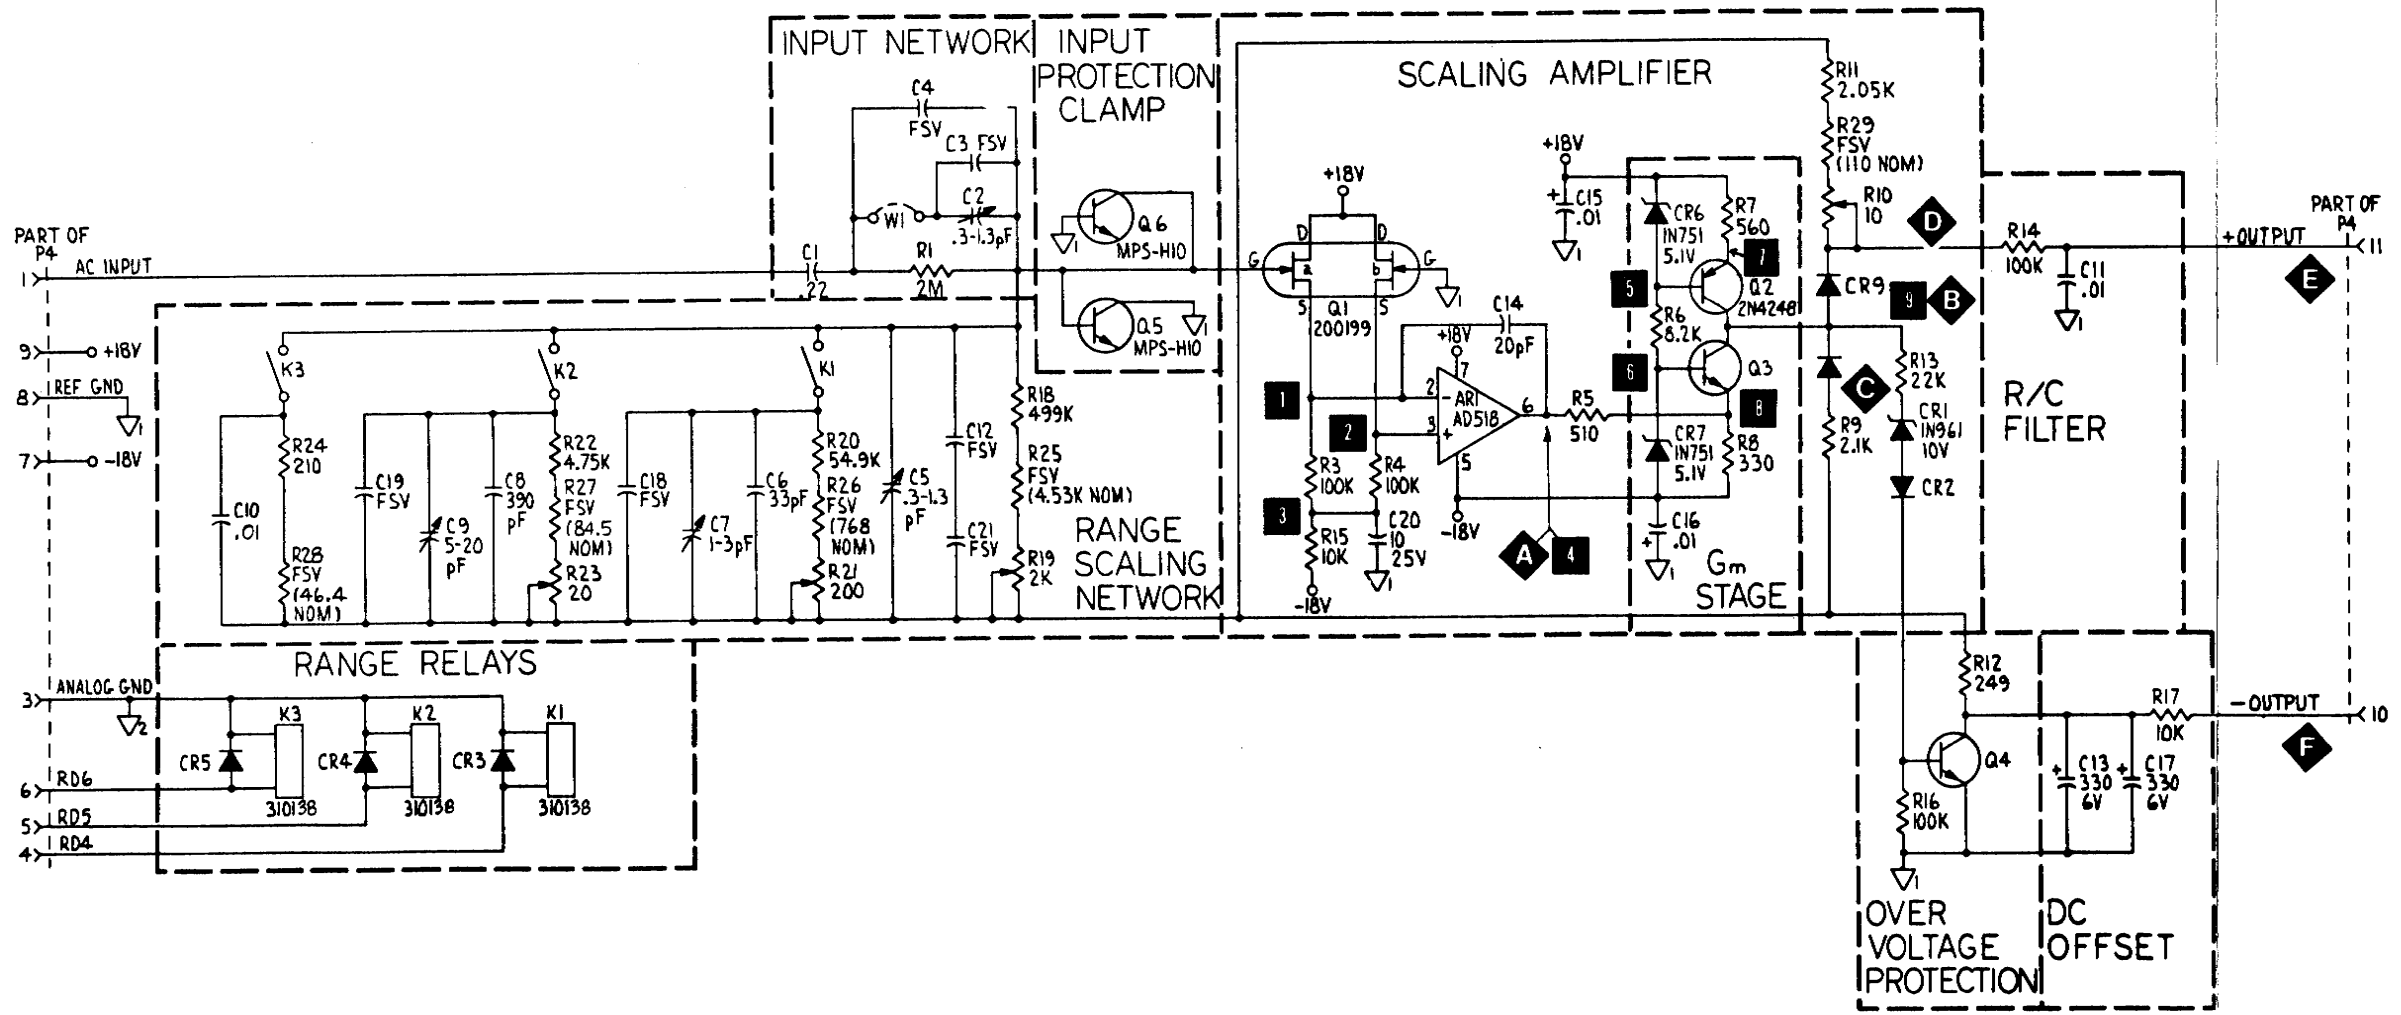 INPUT NETWORK
INPUT
PROTECTION
CLAMP
SCALING AMPLIFIER
C4
FSV
C3 FSV
C2
.3-1.3pF
W1
C1
.22
R1
2M
Q6
MPS-H10
1
Q5
MPS-H10
1
PART OF
P4
1
AC INPUT
9
+18V
8
REF GND
1
7
-18V
K3
K2
K1
R24
210
C10
.01
R28
FSV
(46.4
NOM)
C19
FSV
C9
5-20
pF
C8
390
pF
R22
4.75K
R27
FSV
(84.5
NOM)
R23
20
C18
FSV
C7
1-3pF
C6
33pF
R20
54.9K
R26
FSV
(768
NOM)
R21
200
C5
.3-1.3
pF
C12
FSV
C21
FSV
R18
499K
R25
FSV
(4.53K NOM)
R19
2K
RANGE
SCALING
NETWORK
+18V
D
D
G
a
b
G
1
S
S
Q1
200199
1
2
3
R3
100K
R4
100K
R15
10K
-18V
C20
10
25V
1
C14
20pF
+18V
7
2
-
AR1
AD518
3
+
6
5
-18V
R5
510
A
4
+18V
+
C15
.01
1
CR6
1N751
5.1V
R7
560
7
5
Q2
2N4248
R6
8.2K
6
Q3
8
CR7
1N751
5.1V
R8
330
C16
.01
+
1
Gm
STAGE
R11
2.05K
R29
FSV
(110 NOM)
R10
10
D
CR9
9
B
C
R9
2.1K
R13
22K
CR1
1N961
10V
CR2
R14
100K
C11
.01
1
R/C
FILTER
+OUTPUT
E
PART OF
P4
11
RANGE RELAYS
3
ANALOG GND
2
K3
CR5
310138
K2
CR4
310138
K1
CR3
310138
6
RD6
5
RD5
4
RD4
R12
249
Q4
R16
100K
1
+
C13
330
6V
+
C17
330
6V
R17
10K
-OUTPUT
F
10
OVER
VOLTAGE
PROTECTION
DC
OFFSET